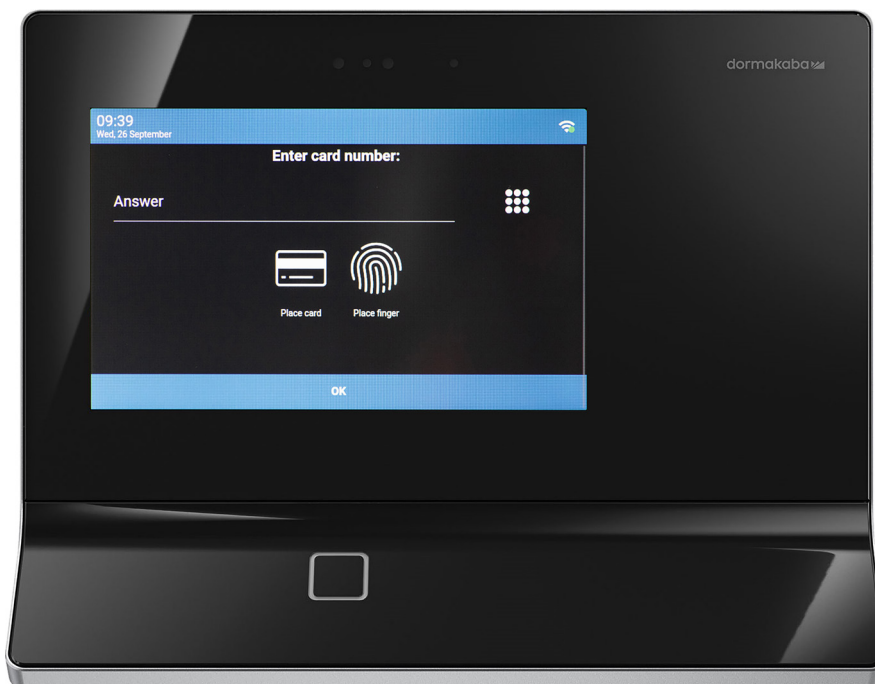 dormakaba
09:39
Wed, 26 September
Enter card number:
Answer
Place card
Place finger
OK